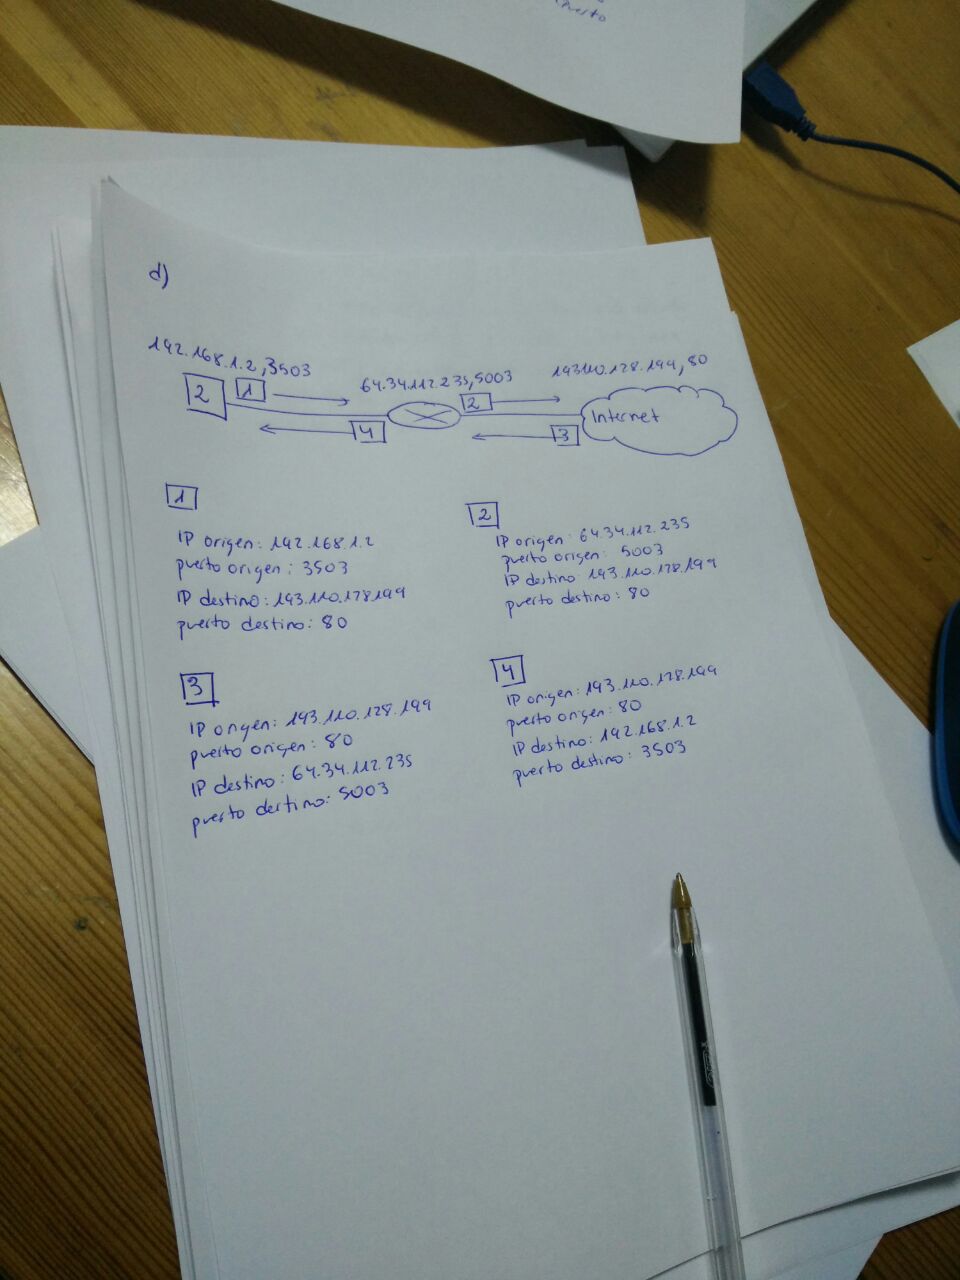 puerto
d)
192.168.1.2,3503
64.34.112.235,5003
193.110.128.199,80
2
1
2
Internet
4
3
1
IP origen: 192.168.1.2
puerto origen: 3503
IP destino: 193.110.128.199
puerto destino: 80
2
IP origen: 64.34.112.235
puerto origen: 5003
IP destino: 193.110.128.199
puerto destino: 80
3
IP origen: 193.110.128.199
puerto origen: 80
IP destino: 64.34.112.235
puerto destino: 5003
4
IP origen: 193.110.128.199
puerto origen: 80
IP destino: 192.168.1.2
puerto destino: 3503